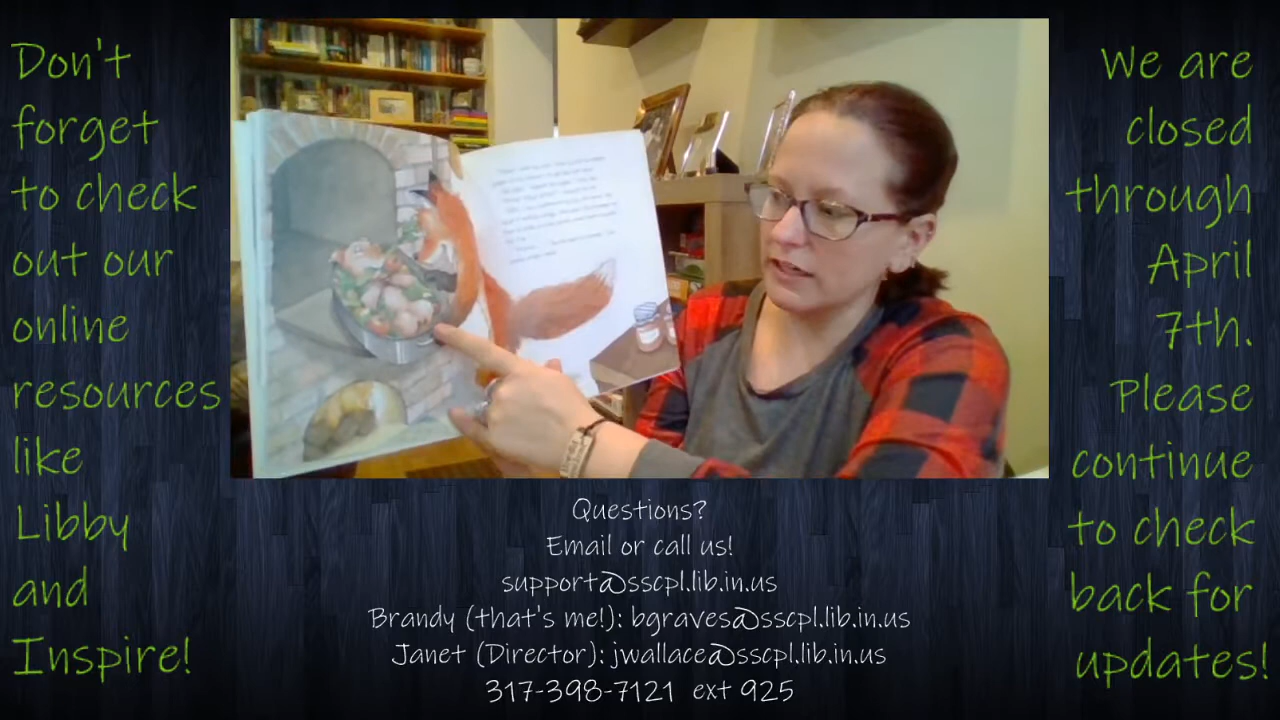 Don't
forget
to check
out our
online
resources
like
Libby
and
Inspire!
We are
closed
through
April
7th.
Please
continue
to check
back for
updates!
Questions?
Email or call us!
support@sscpl.lib.in.us
Brandy (that's me!): bgraves@sscpl.lib.in.us
Janet (Director): jwallace@sscpl.lib.in.us
317-398-7121 ext 925